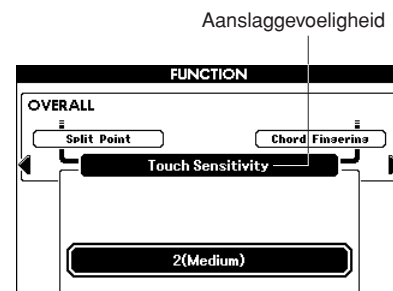 Aanslaggevoeligheid
FUNCTION
OVERALL
Split Point
Chord Fingering
Touch Sensitivity
2(Medium)